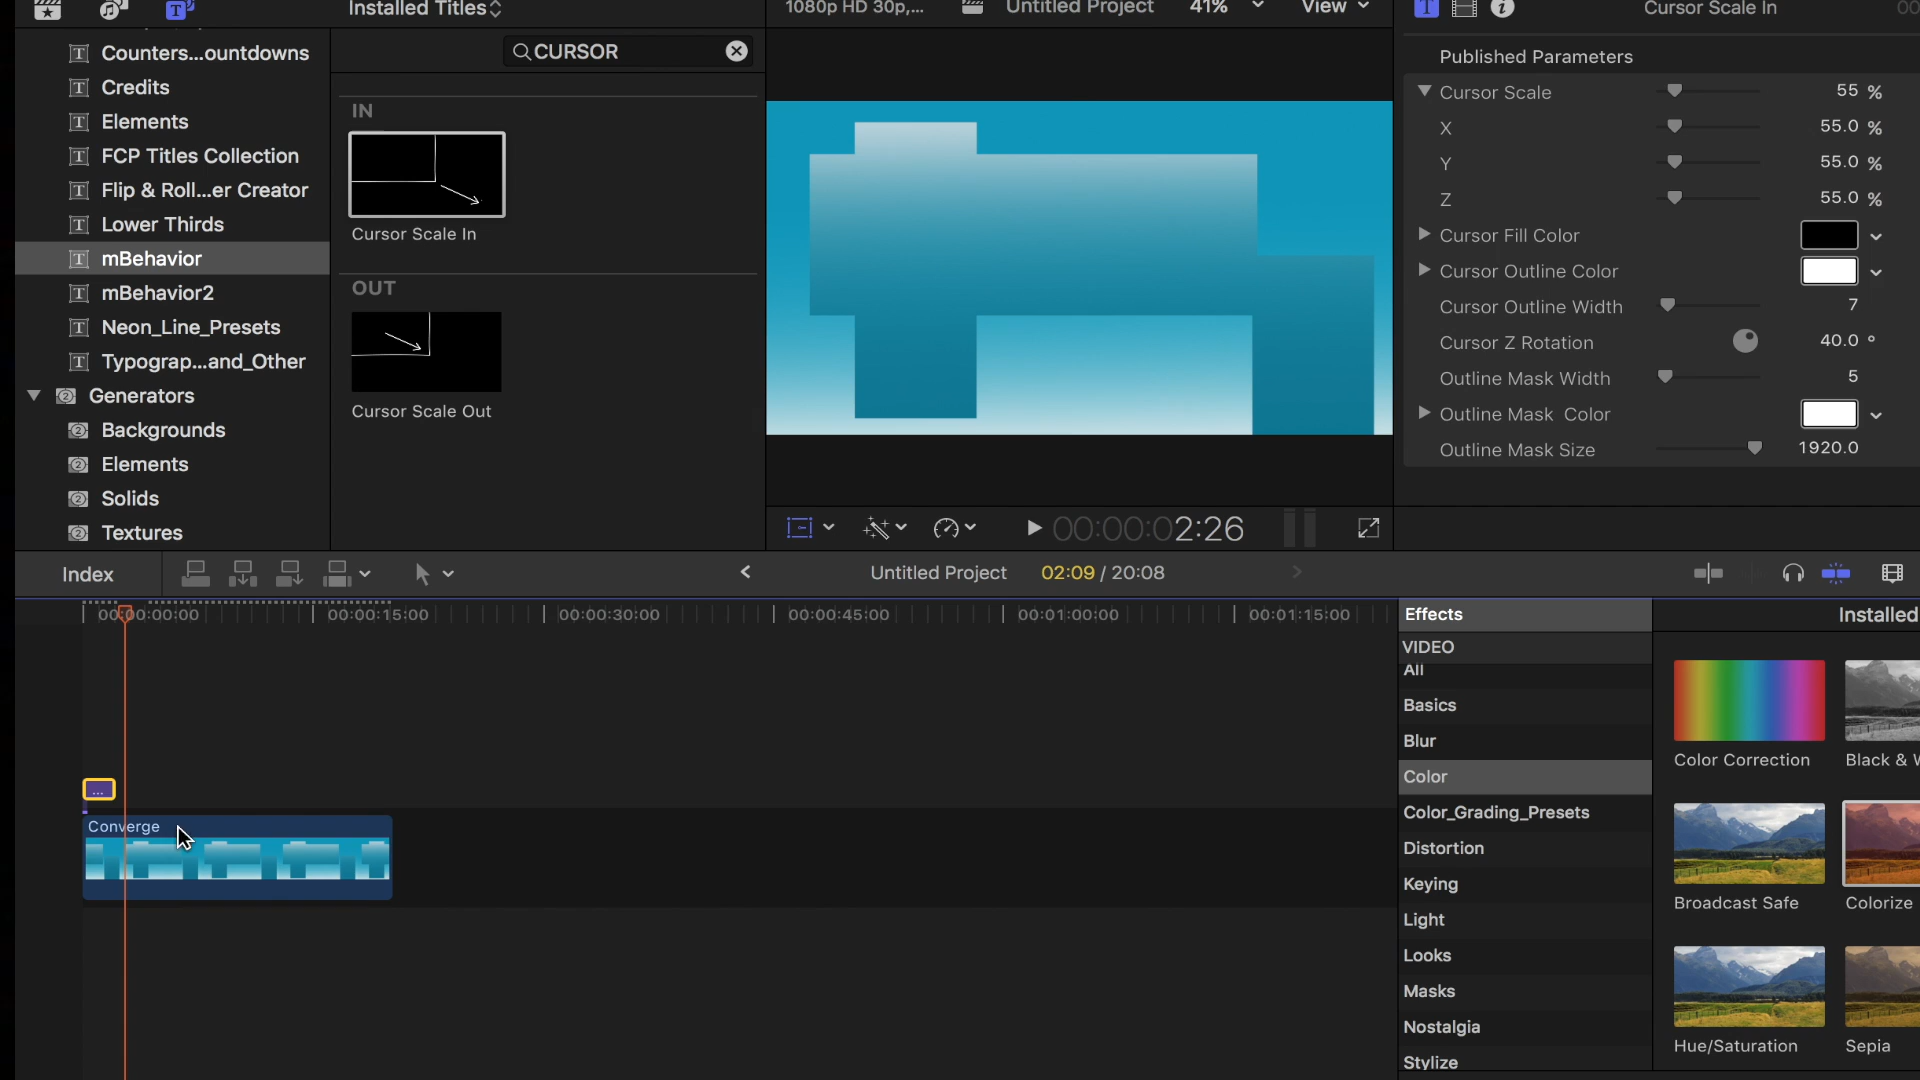 Installed Titles
1080p HD 30p,...
Untitled Project
41%
View
Cursor Scale In
Counters...ountdowns
Credits
Elements
FCP Titles Collection
Flip & Roll...er Creator
Lower Thirds
mBehavior
mBehavior2
Neon_Line_Presets
Typograp...and_Other
Generators
Backgrounds
Elements
Solids
Textures
CURSOR
IN
Cursor Scale In
OUT
Cursor Scale Out
00:00:02:26
Published Parameters
Cursor Scale 55 %
X 55.0 %
Y 55.0 %
Z 55.0 %
Cursor Fill Color
Cursor Outline Color
Cursor Outline Width 7
Cursor Z Rotation 40.0 °
Outline Mask Width 5
Outline Mask Color
Outline Mask Size 1920.0
Index
Untitled Project 02:09 / 20:08
00:00:00:00 00:00:15:00 00:00:30:00 00:00:45:00 00:01:00:00 00:01:15:00
...
Converge
Effects
VIDEO
All
Basics
Blur
Color
Color_Grading_Presets
Distortion
Keying
Light
Looks
Masks
Nostalgia
Stylize
Installed
Color Correction
Black & W
Broadcast Safe
Colorize
Hue/Saturation
Sepia